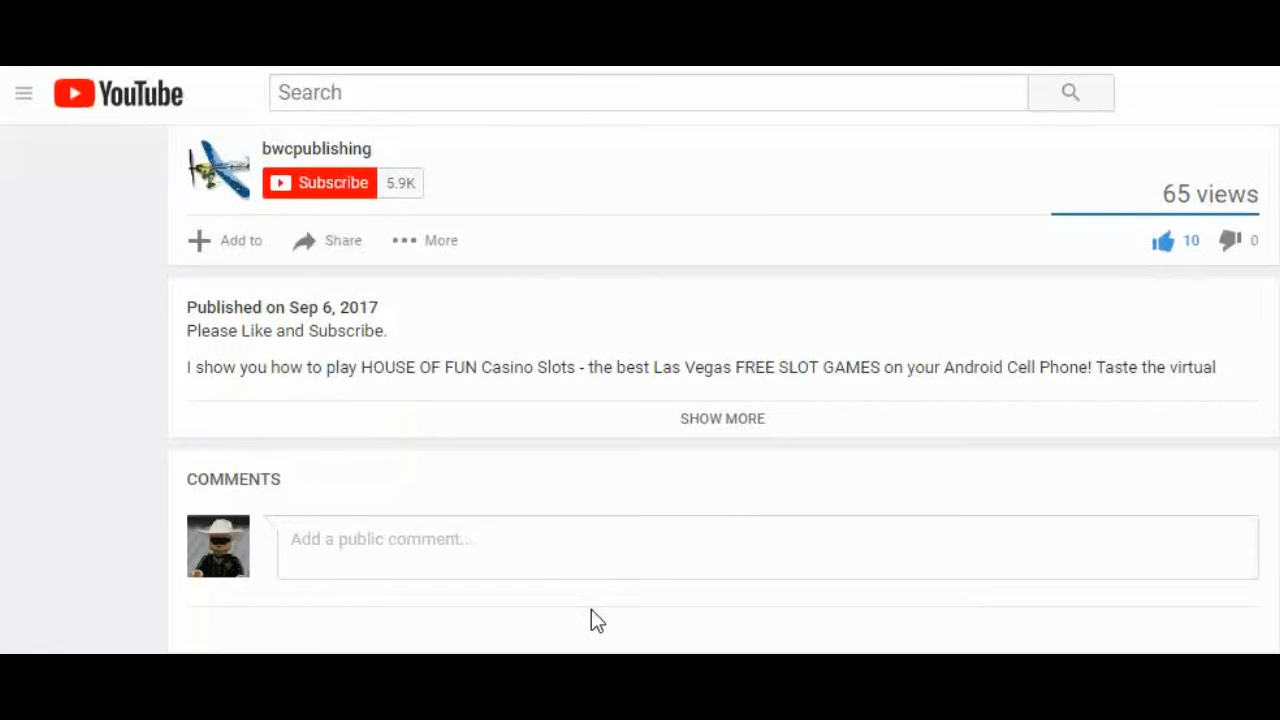 YouTube
Search
bwcpublishing
Subscribe 5.9K
65 views
Add to Share More 10 0
Published on Sep 6, 2017
Please Like and Subscribe.
I show you how to play HOUSE OF FUN Casino Slots - the best Las Vegas FREE SLOT GAMES on your Android Cell Phone! Taste the virtual
SHOW MORE
COMMENTS
Add a public comment...